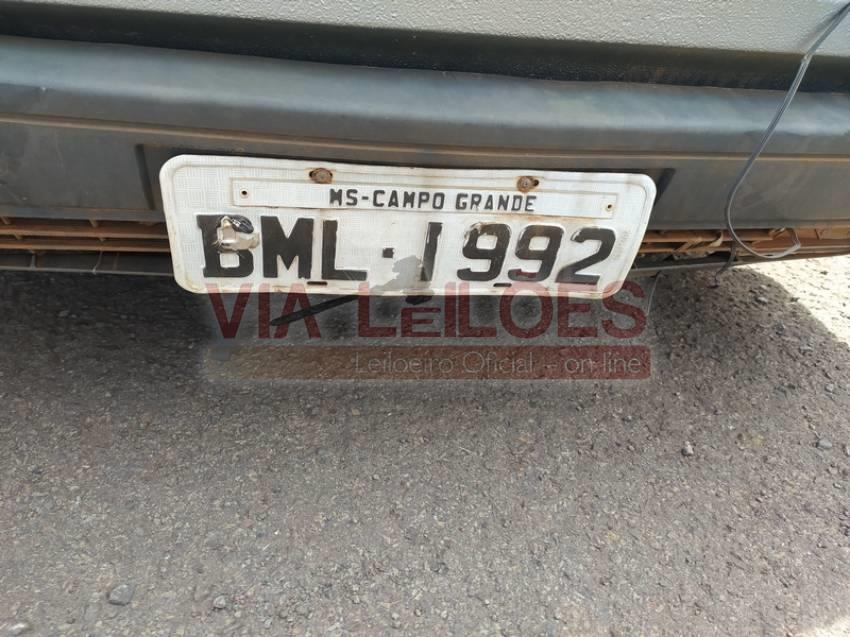 MS-CAMPO GRANDE
BML·1992
VIA LEILOES
Leiloeiro Oficial - on-line